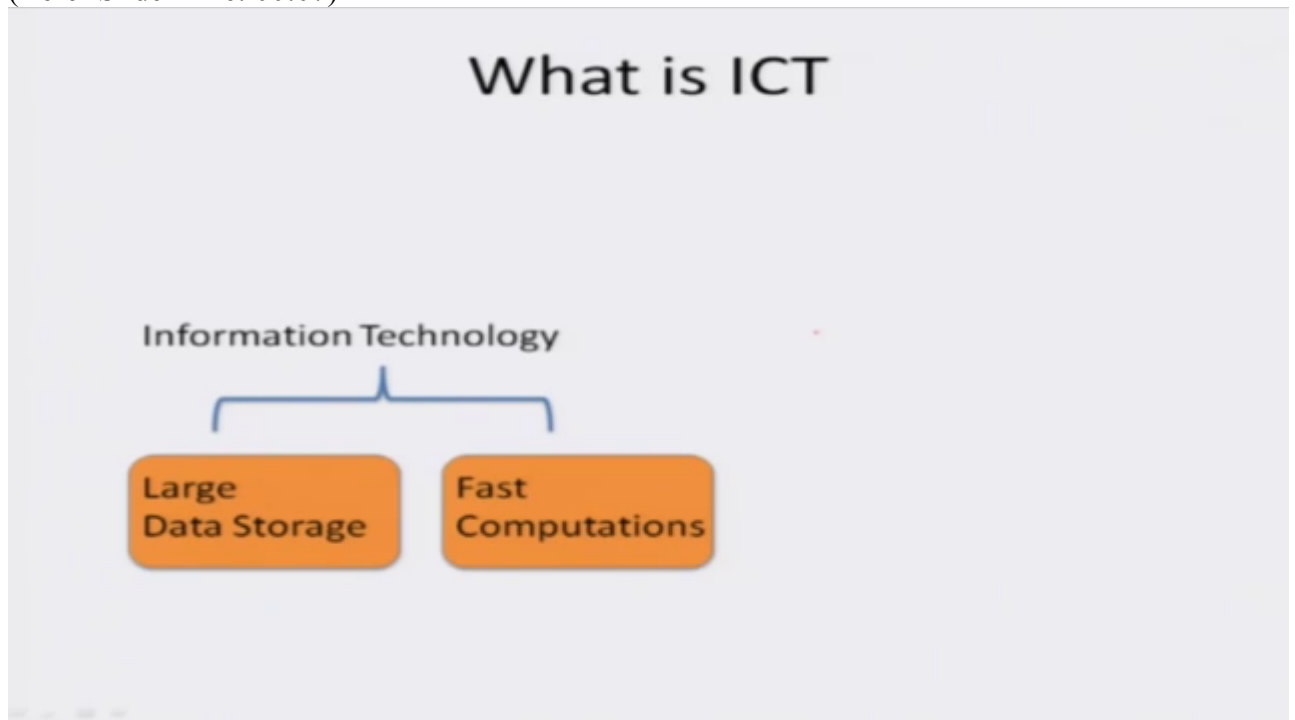 What is ICT
Information Technology
Large
Data Storage
Fast
Computations